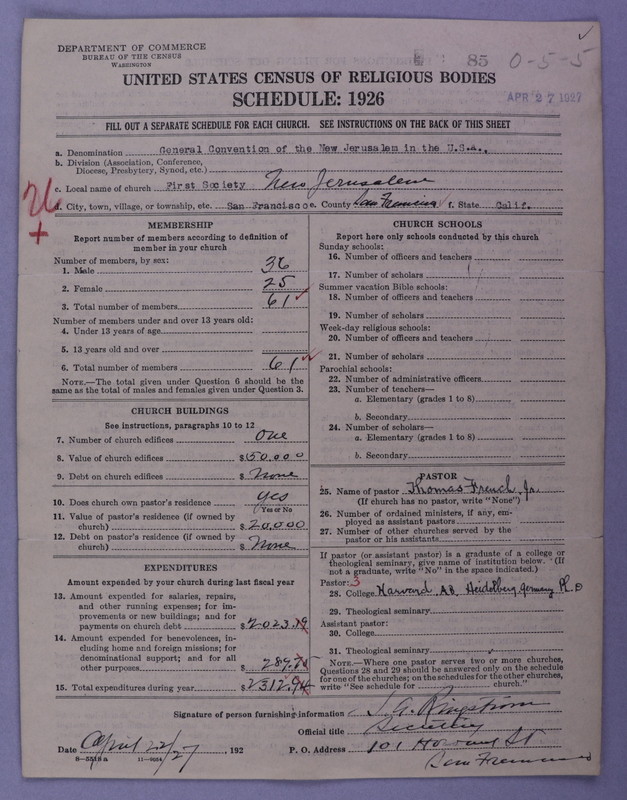 DEPARTMENT OF COMMERCE
BUREAU OF THE CENSUS
WASHINGTON
85 0-5-5
APR 27 1927
UNITED STATES CENSUS OF RELIGIOUS BODIES
SCHEDULE: 1926
FILL OUT A SEPARATE SCHEDULE FOR EACH CHURCH. SEE INSTRUCTIONS ON THE BACK OF THIS SHEET
a. Denomination General Convention of the New Jerusalem in the U.S.A.,
b. Division (Association, Conference,
Diocese, Presbytery, Synod, etc.)
c. Local name of church First Society New Jerusalem
d. City, town, village, or township, etc. San Francisco e. County San Francisco f. State Calif.
26
+
MEMBERSHIP
Report number of members according to definition of
member in your church
Number of members, by sex:
1. Male 36
2. Female 25
3. Total number of members 61
Number of members under and over 13 years old:
4. Under 13 years of age
5. 13 years old and over
6. Total number of members 61
NOTE.—The total given under Question 6 should be the
same as the total of males and females given under Question 3.
CHURCH BUILDINGS
See instructions, paragraphs 10 to 12
7. Number of church edifices One
8. Value of church edifices $50.000
9. Debt on church edifices $ None
10. Does church own pastor's residence yes
Yes or No
11. Value of pastor's residence (if owned by
church) $20,000
12. Debt on pastor's residence (if owned by
church) $ None
EXPENDITURES
Amount expended by your church during last fiscal year
13. Amount expended for salaries, repairs,
and other running expenses; for im-
provements or new buildings; and for
payments on church debt $2023.19
14. Amount expended for benevolences, in-
cluding home and foreign missions; for
denominational support; and for all
other purposes $ 289.75
15. Total expenditures during year $2312.94
CHURCH SCHOOLS
Report here only schools conducted by this church
Sunday schools:
16. Number of officers and teachers
17. Number of scholars
Summer vacation Bible schools:
18. Number of officers and teachers
19. Number of scholars
Week-day religious schools:
20. Number of officers and teachers
21. Number of scholars
Parochial schools:
22. Number of administrative officers
23. Number of teachers—
a. Elementary (grades 1 to 8)
b. Secondary
24. Number of scholars—
a. Elementary (grades 1 to 8)
b. Secondary
PASTOR
25. Name of pastor Thomas French, Jr.
(If church has no pastor, write "None")
26. Number of ordained ministers, if any, em-
ployed as assistant pastors
27. Number of other churches served by the
pastor or his assistants
If pastor (or assistant pastor) is a graduate of a college or
theological seminary, give name of institution below. (If
not a graduate, write "No" in the space indicated.)
Pastor: 3
28. College Harvard AB Heidelberg, Germany Ph. D
29. Theological seminary
Assistant pastor:
30. College
31. Theological seminary
NOTE.—Where one pastor serves two or more churches,
Questions 28 and 29 should be answered only on the schedule
for one of the churches; on the schedules for the other churches,
write "See schedule for church."
Signature of person furnishing information
Official title Secretary
Date April 22/27, 192 P. O. Address 101 St
8—5518a 11—9034 San Francisco